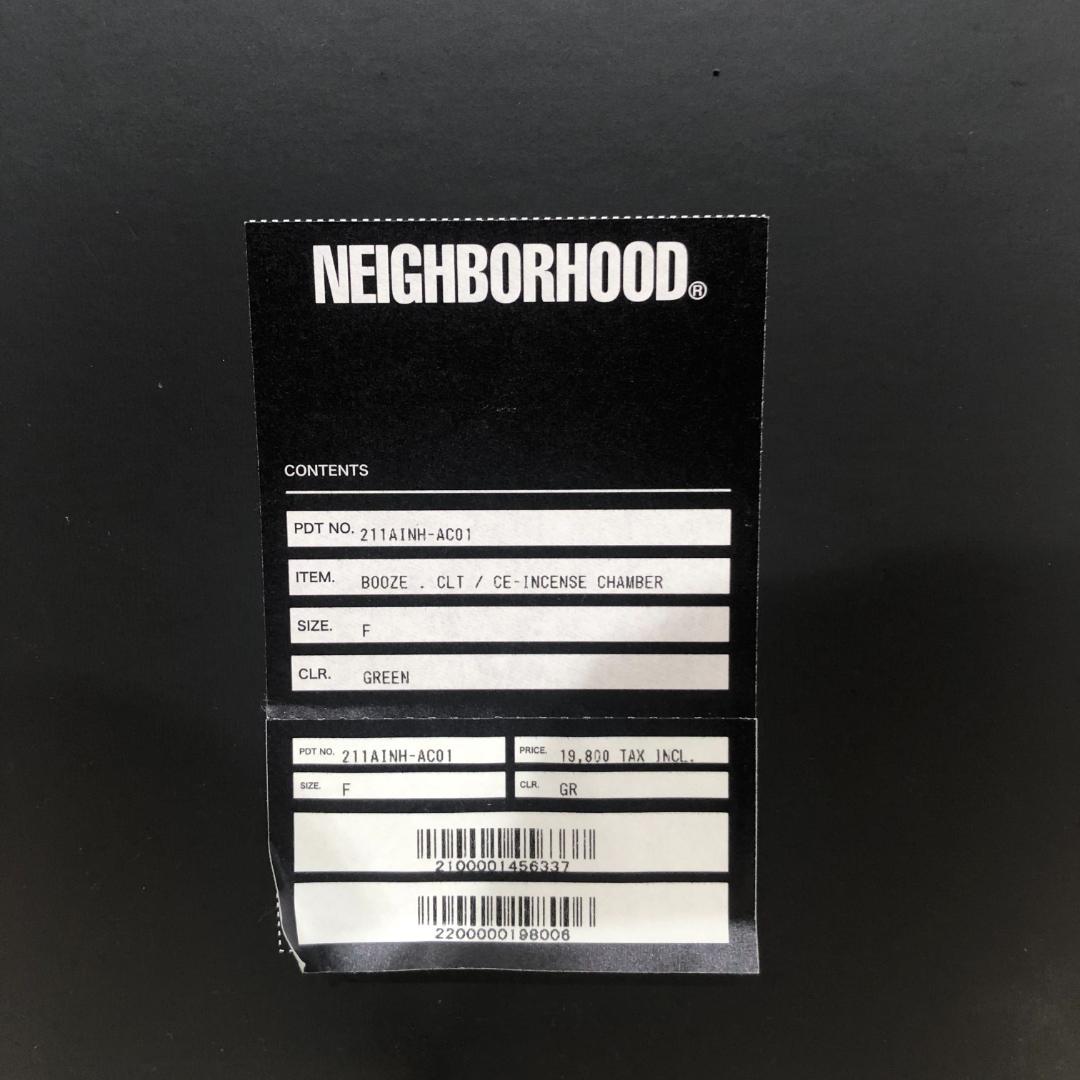 NEIGHBORHOOD®
CONTENTS
PDT NO. 211AINH-AC01
ITEM. BOOZE . CLT / CE-INCENSE CHAMBER
SIZE. F
CLR. GREEN
PDT NO. 211AINH-AC01 PRICE. 19,800 TAX INCL.
SIZE. F CLR. GR
2100001456337
2200000198006